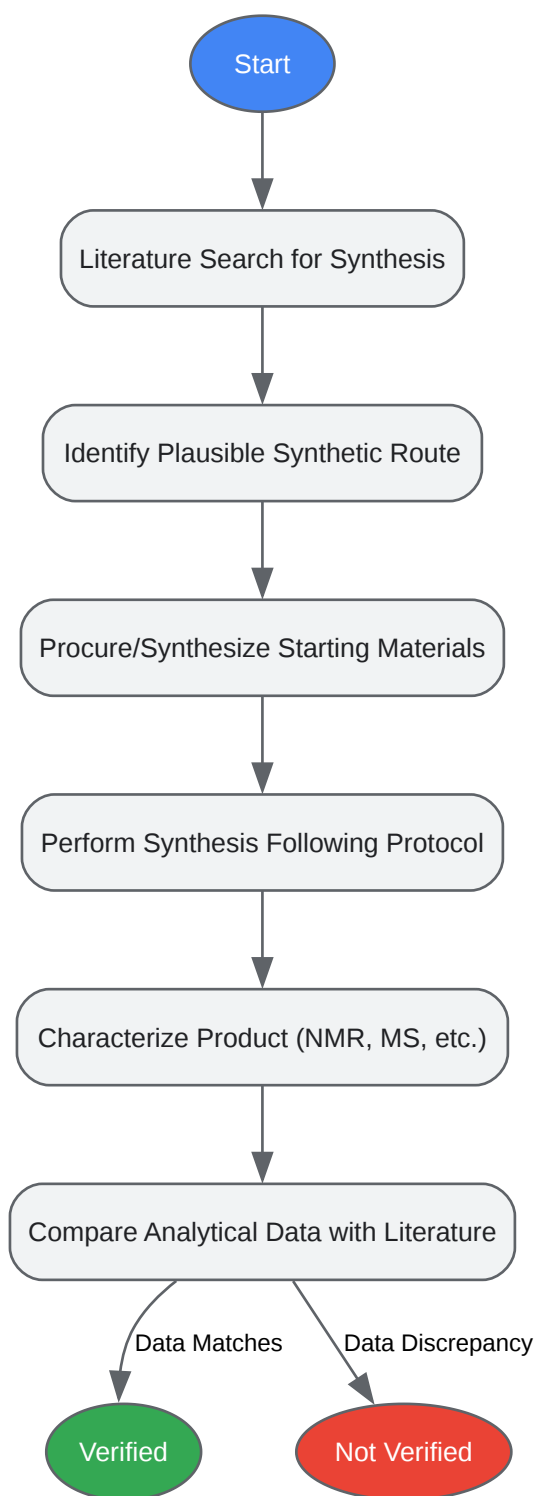 Start
Literature Search for Synthesis
Identify Plausible Synthetic Route
Procure/Synthesize Starting Materials
Perform Synthesis Following Protocol
Characterize Product (NMR, MS, etc.)
Compare Analytical Data with Literature
Data Matches
Data Discrepancy
Verified
Not Verified